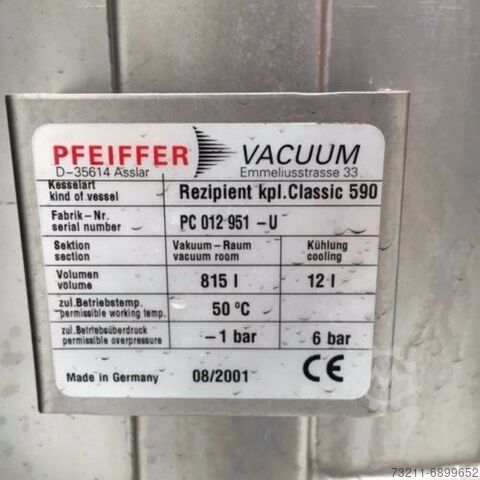 PFEIFFER VACUUM
D-35614 Asslar Emmeliusstrasse 33
Kesselart
kind of vessel
Rezipient kpl.Classic 590
Fabrik-Nr.
serial number
PC 012 951 -U
Sektion
section
Vakuum-Raum
vacuum room
Kühlung
cooling
Volumen
volume
815 l
12 l
zul.Betriebstemp.
permissible working temp.
50 ºC
zul.Betriebsüberdruck
permissible overpressure
-1 bar
6 bar
Made in Germany
08/2001
CE
73211-6899652